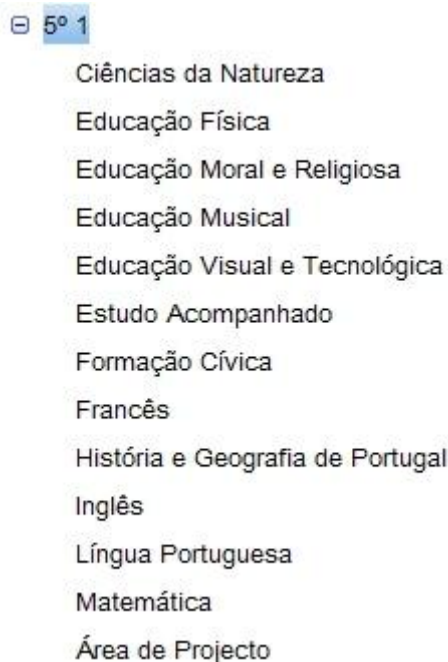 5º 1
Ciências da Natureza
Educação Física
Educação Moral e Religiosa
Educação Musical
Educação Visual e Tecnológica
Estudo Acompanhado
Formação Cívica
Francês
História e Geografia de Portugal
Inglês
Língua Portuguesa
Matemática
Área de Projecto